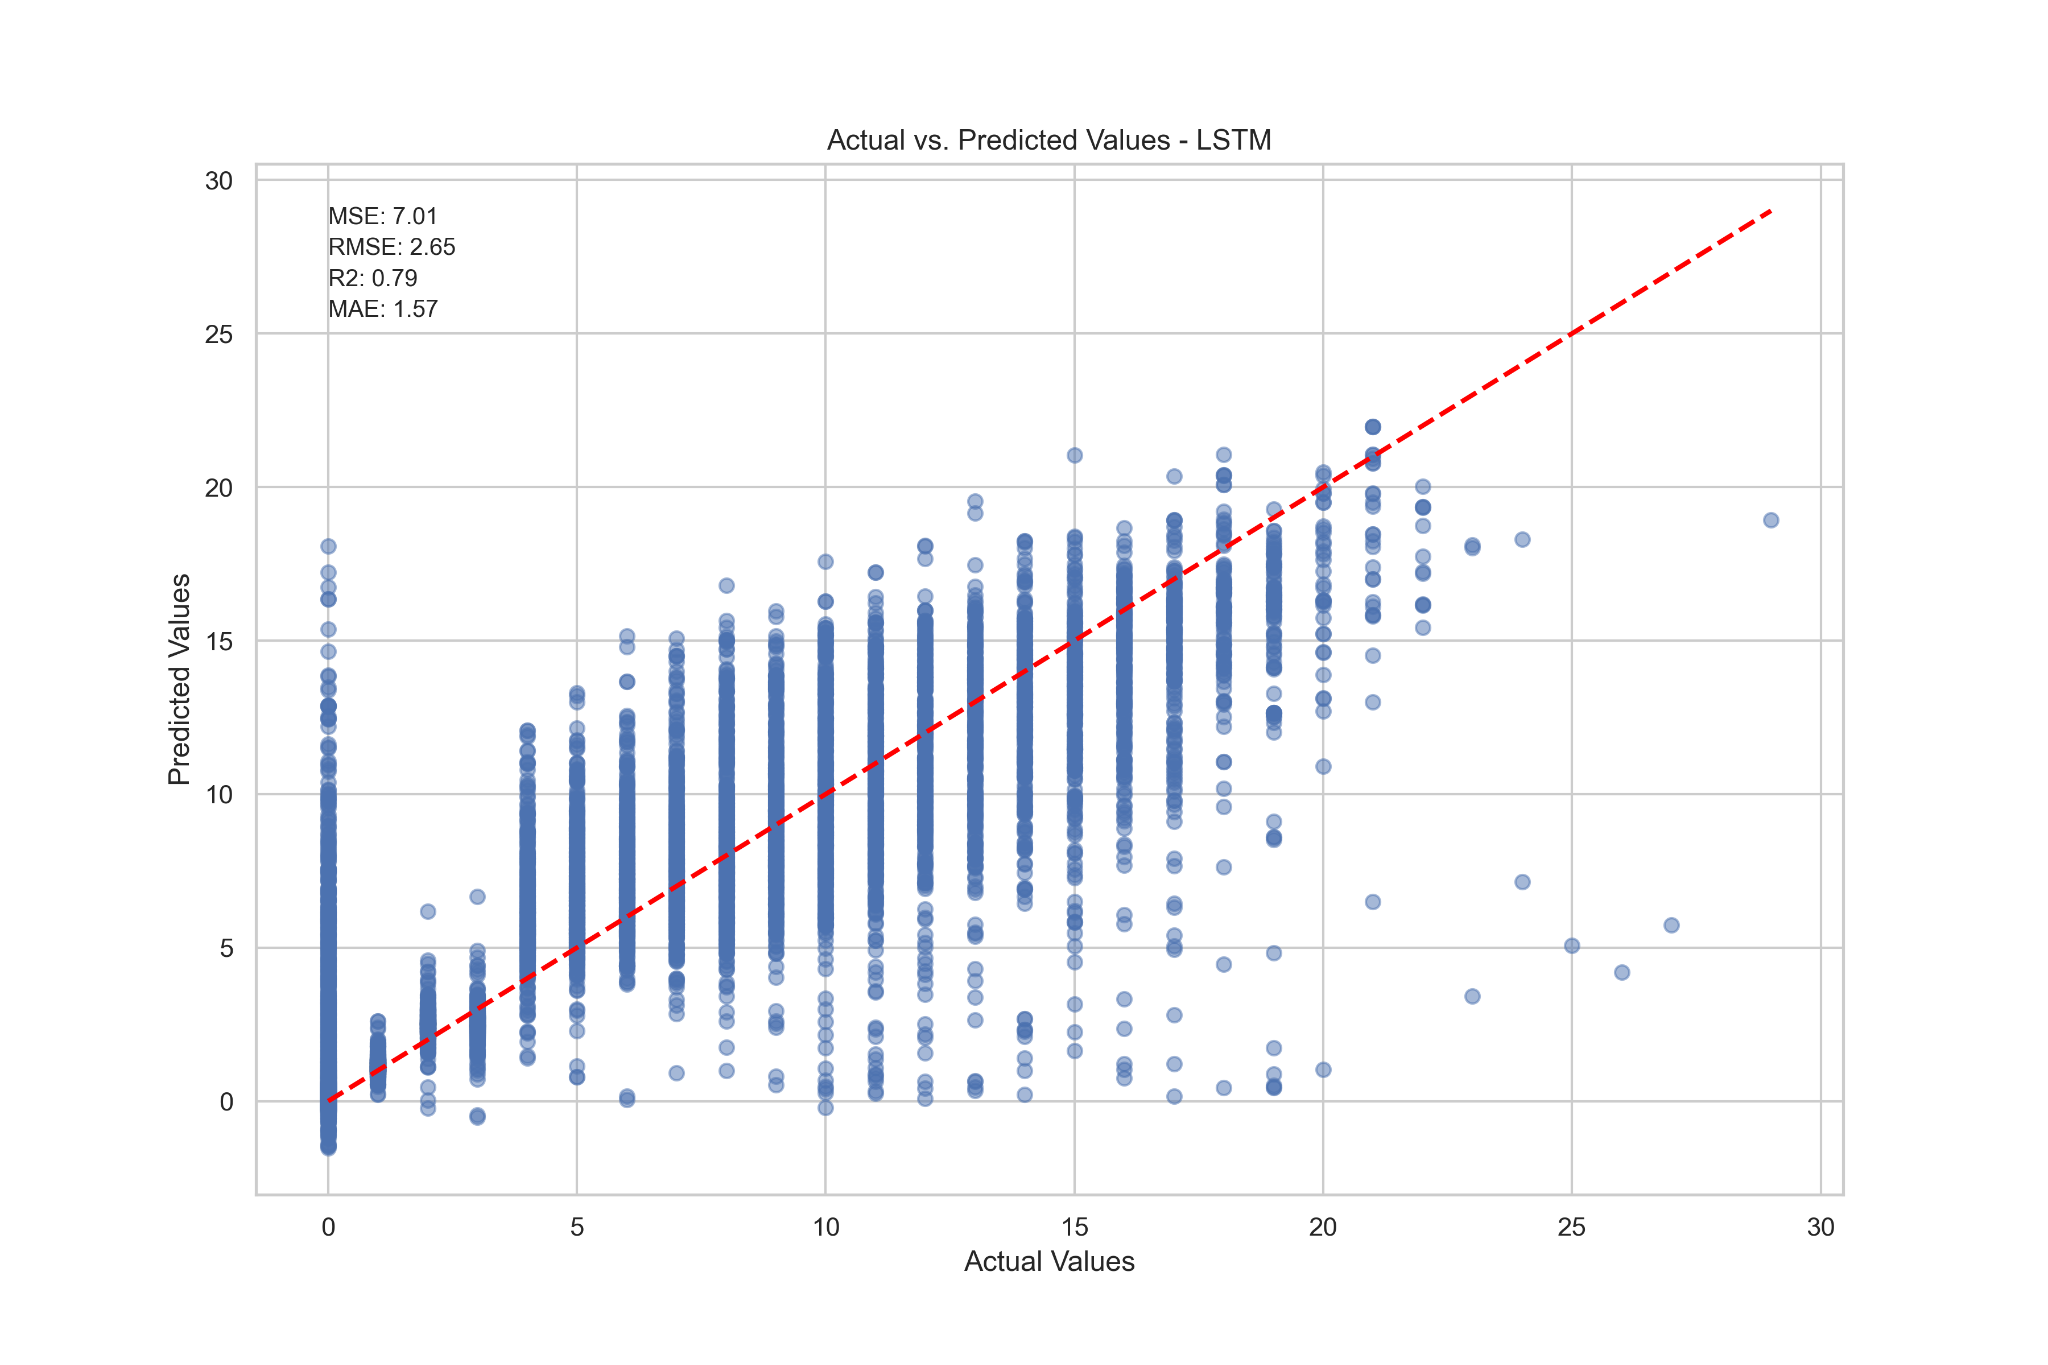 Actual vs. Predicted Values - LSTM
30
MSE: 7.01
RMSE: 2.65
R2: 0.79
MAE: 1.57
25
20
15
10
5
0
Predicted Values
0 5 10 15 20 25 30
Actual Values